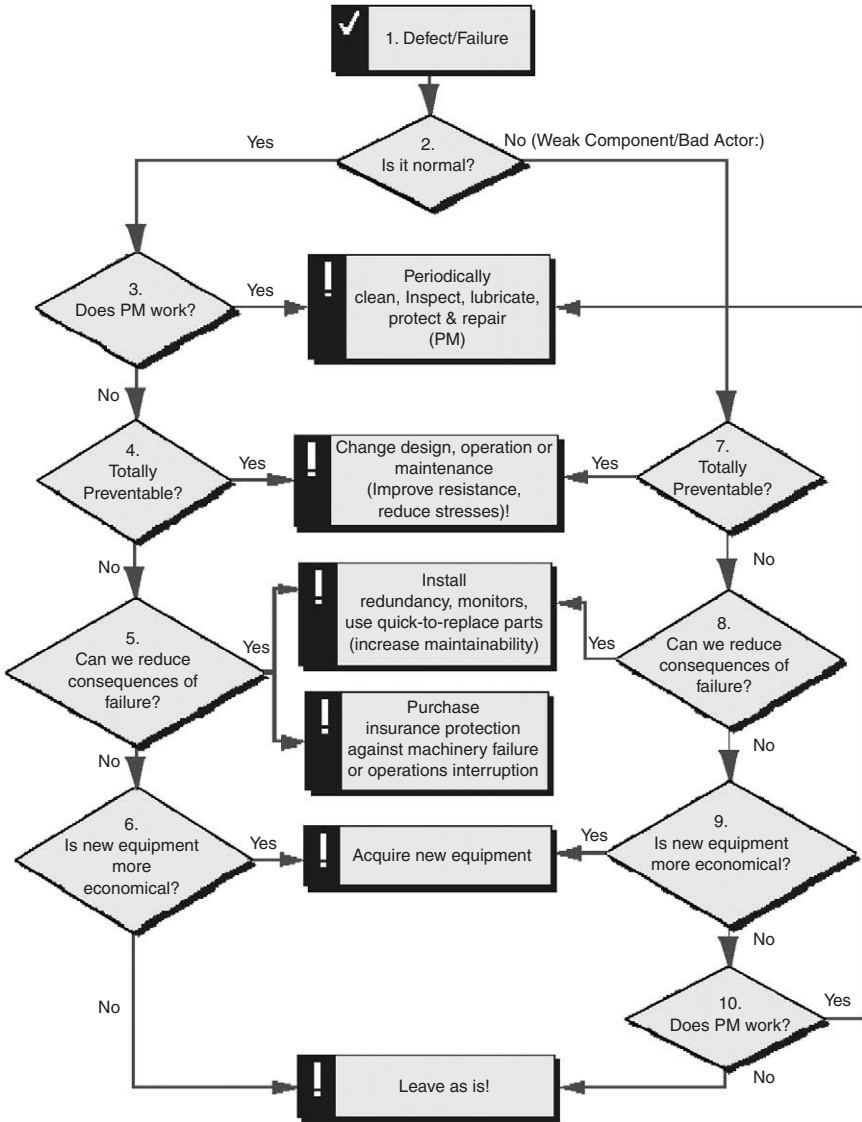 1. Defect/Failure
2.
Is it normal?
Yes
No (Weak Component/Bad Actor:)
3.
Does PM work?
Yes
Periodically
clean, Inspect, lubricate,
protect & repair
(PM)
No
4.
Totally
Preventable?
Yes
Change design, operation or
maintenance
(Improve resistance,
reduce stresses)!
Yes
7.
Totally
Preventable?
No
No
5.
Can we reduce
consequences of
failure?
Yes
Install
redundancy, monitors,
use quick-to-replace parts
(increase maintainability)
Yes
8.
Can we reduce
consequences of
failure?
Purchase
insurance protection
against machinery failure
or operations interruption
No
No
6.
Is new equipment
more
economical?
Yes
Acquire new equipment
Yes
9.
Is new equipment
more economical?
No
No
10.
Does PM work?
Yes
No
Leave as is!